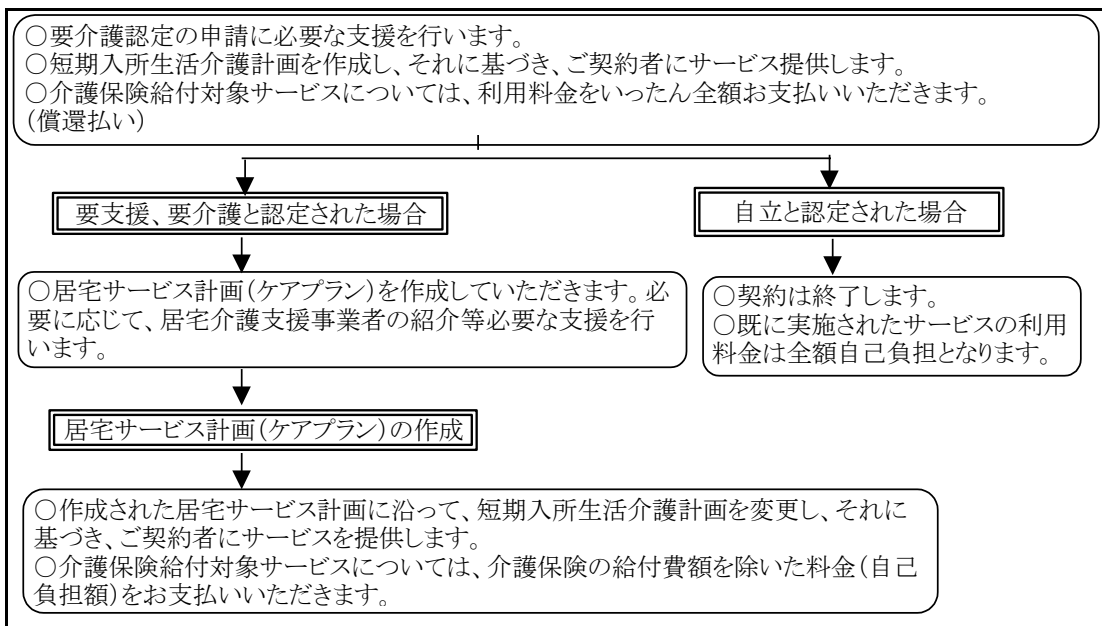 ○要介護認定の申請に必要な支援を行います。
○短期入所生活介護計画を作成し、それに基づき、ご契約者にサービス提供します。
○介護保険給付対象サービスについては、利用料金をいったん全額お支払いいただきます。
(償還払い)
要支援、要介護と認定された場合
自立と認定された場合
○居宅サービス計画(ケアプラン)を作成していただきます。必
要に応じて、居宅介護支援事業者の紹介等必要な支援を行
います。
○契約は終了します。
○既に実施されたサービスの利用
料金は全額自己負担となります。
居宅サービス計画(ケアプラン)の作成
○作成された居宅サービス計画に沿って、短期入所生活介護計画を変更し、それに
基づき、ご契約者にサービスを提供します。
○介護保険給付対象サービスについては、介護保険の給付費額を除いた料金(自己
負担額)をお支払いいただきます。